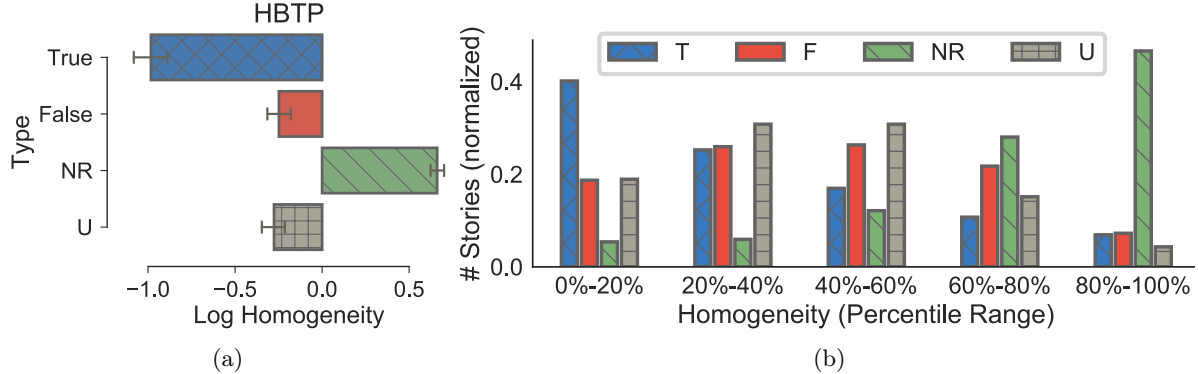 HBTP
Type
True
False
NR
U
−1.0 −0.5 0.0 0.5
Log Homogeneity
(a)
T F NR U
# Stories (normalized)
0.4
0.2
0.0
0%-20% 20%-40% 40%-60% 60%-80% 80%-100%
Homogeneity (Percentile Range)
(b)